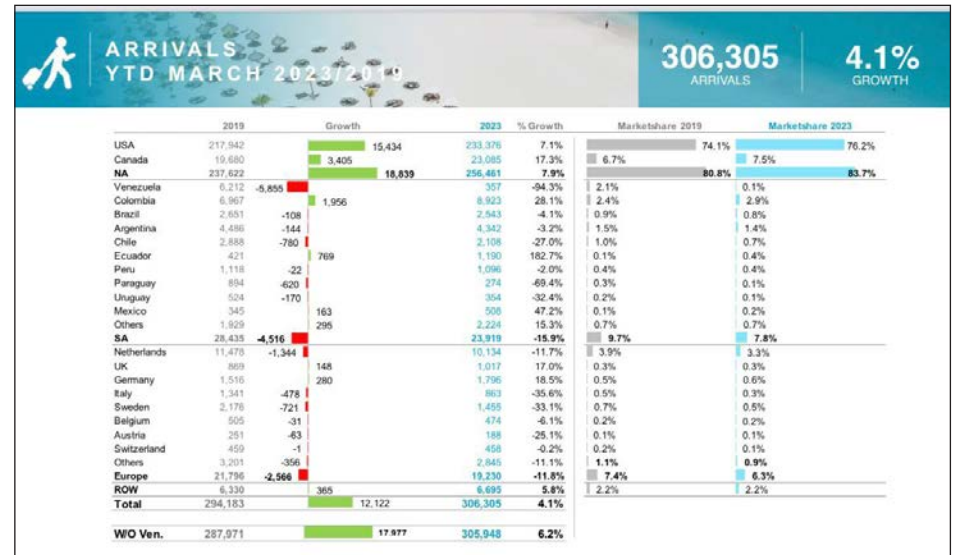 ARRIVALS
YTD MARCH 2023/2019
306,305
ARRIVALS
4.1%
GROWTH
2019 Growth 2023 % Growth Marketshare 2019 Marketshare 2023
USA 217,942 15,434 233,376 7.1% 74.1% 76.2%
Canada 19,680 3,405 23,085 17.3% 6.7% 7.5%
NA 237,622 18,839 256,461 7.9% 80.8% 83.7%
Venezuela 6,212 -5,855 357 -94.3% 2.1% 0.1%
Colombia 6,967 1,956 8,923 28.1% 2.4% 2.9%
Brazil 2,651 -108 2,543 -4.1% 0.9% 0.8%
Argentina 4,486 -144 4,342 -3.2% 1.5% 1.4%
Chile 2,888 -780 2,108 -27.0% 1.0% 0.7%
Ecuador 421 769 1,190 182.7% 0.1% 0.4%
Peru 1,118 -22 1,096 -2.0% 0.4% 0.4%
Paraguay 894 -620 274 -69.4% 0.3% 0.1%
Uruguay 524 -170 354 -32.4% 0.2% 0.1%
Mexico 345 163 508 47.2% 0.1% 0.2%
Others 1,929 295 2,224 15.3% 0.7% 0.7%
SA 28,435 -4,516 23,919 -15.9% 9.7% 7.8%
Netherlands 11,478 -1,344 10,134 -11.7% 3.9% 3.3%
UK 869 148 1,017 17.0% 0.3% 0.3%
Germany 1,516 280 1,796 18.5% 0.5% 0.6%
Italy 1,341 -478 863 -35.6% 0.5% 0.3%
Sweden 2,176 -721 1,455 -33.1% 0.7% 0.5%
Belgium 505 -31 474 -6.1% 0.2% 0.2%
Austria 251 -63 188 -25.1% 0.1% 0.1%
Switzerland 459 -1 458 -0.2% 0.2% 0.1%
Others 3,201 -356 2,845 -11.1% 1.1% 0.9%
Europe 21,796 -2,566 19,230 -11.8% 7.4% 6.3%
ROW 6,330 365 6,695 5.8% 2.2% 2.2%
Total 294,183 12,122 306,305 4.1%
W/O Ven. 287,971 17,977 305,948 6.2%